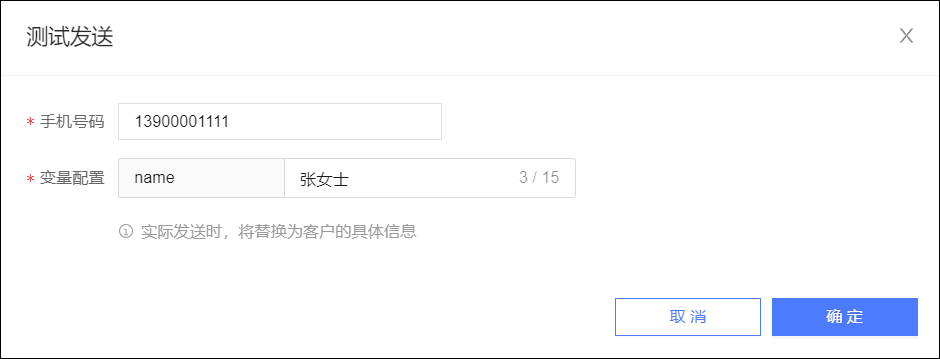 测试发送
* 手机号码 13900001111
* 变量配置 name 张女士 3 / 15
实际发送时，将替换为客户的具体信息
取 消 确 定